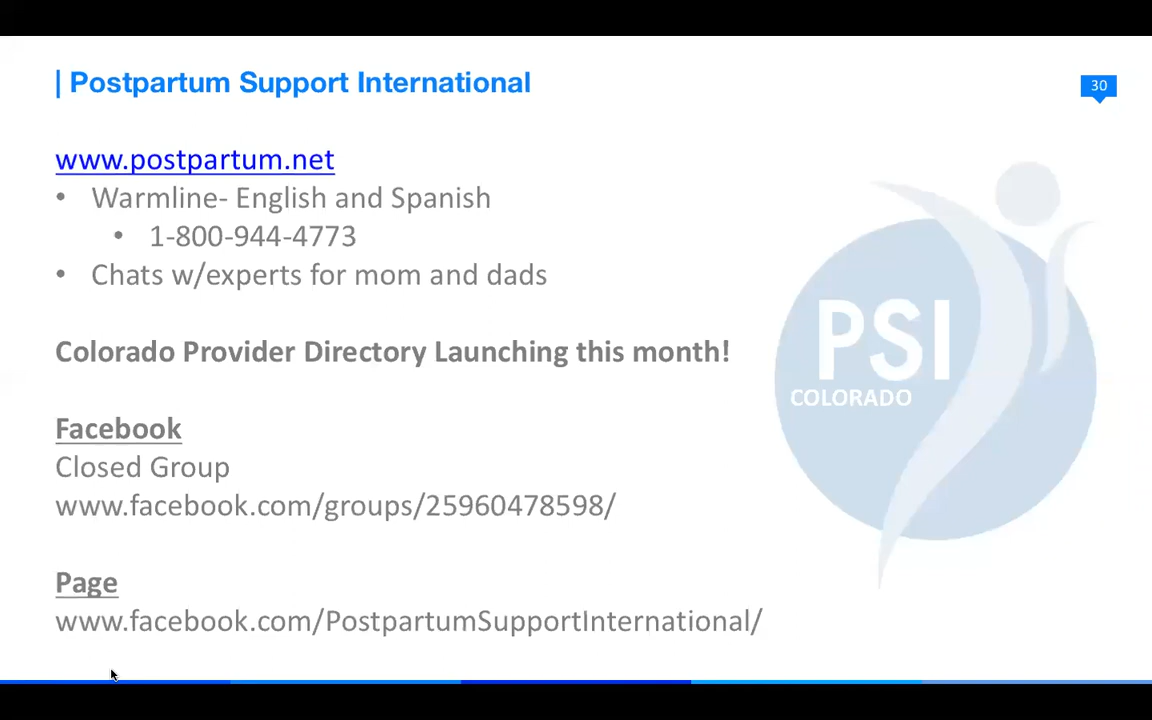 | Postpartum Support International
30
www.postpartum.net
• Warmline- English and Spanish
• 1-800-944-4773
• Chats w/experts for mom and dads
Colorado Provider Directory Launching this month!
Facebook
Closed Group
www.facebook.com/groups/25960478598/
Page
www.facebook.com/PostpartumSupportInternational/
PSI
COLORADO